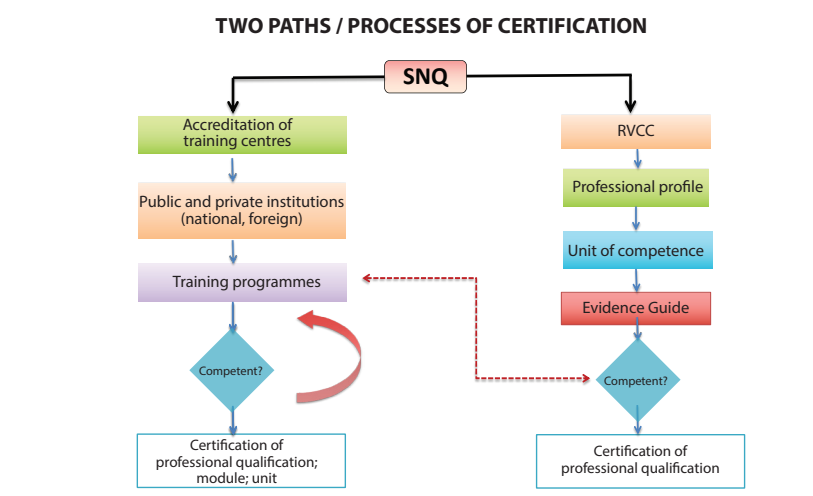 TWO PATHS / PROCESSES OF CERTIFICATION
SNQ
Accreditation of
training centres
Public and private institutions
(national, foreign)
Training programmes
Competent?
Certification of
professional qualification;
module; unit
RVCC
Professional profile
Unit of competence
Evidence Guide
Competent?
Certification of
professional qualification